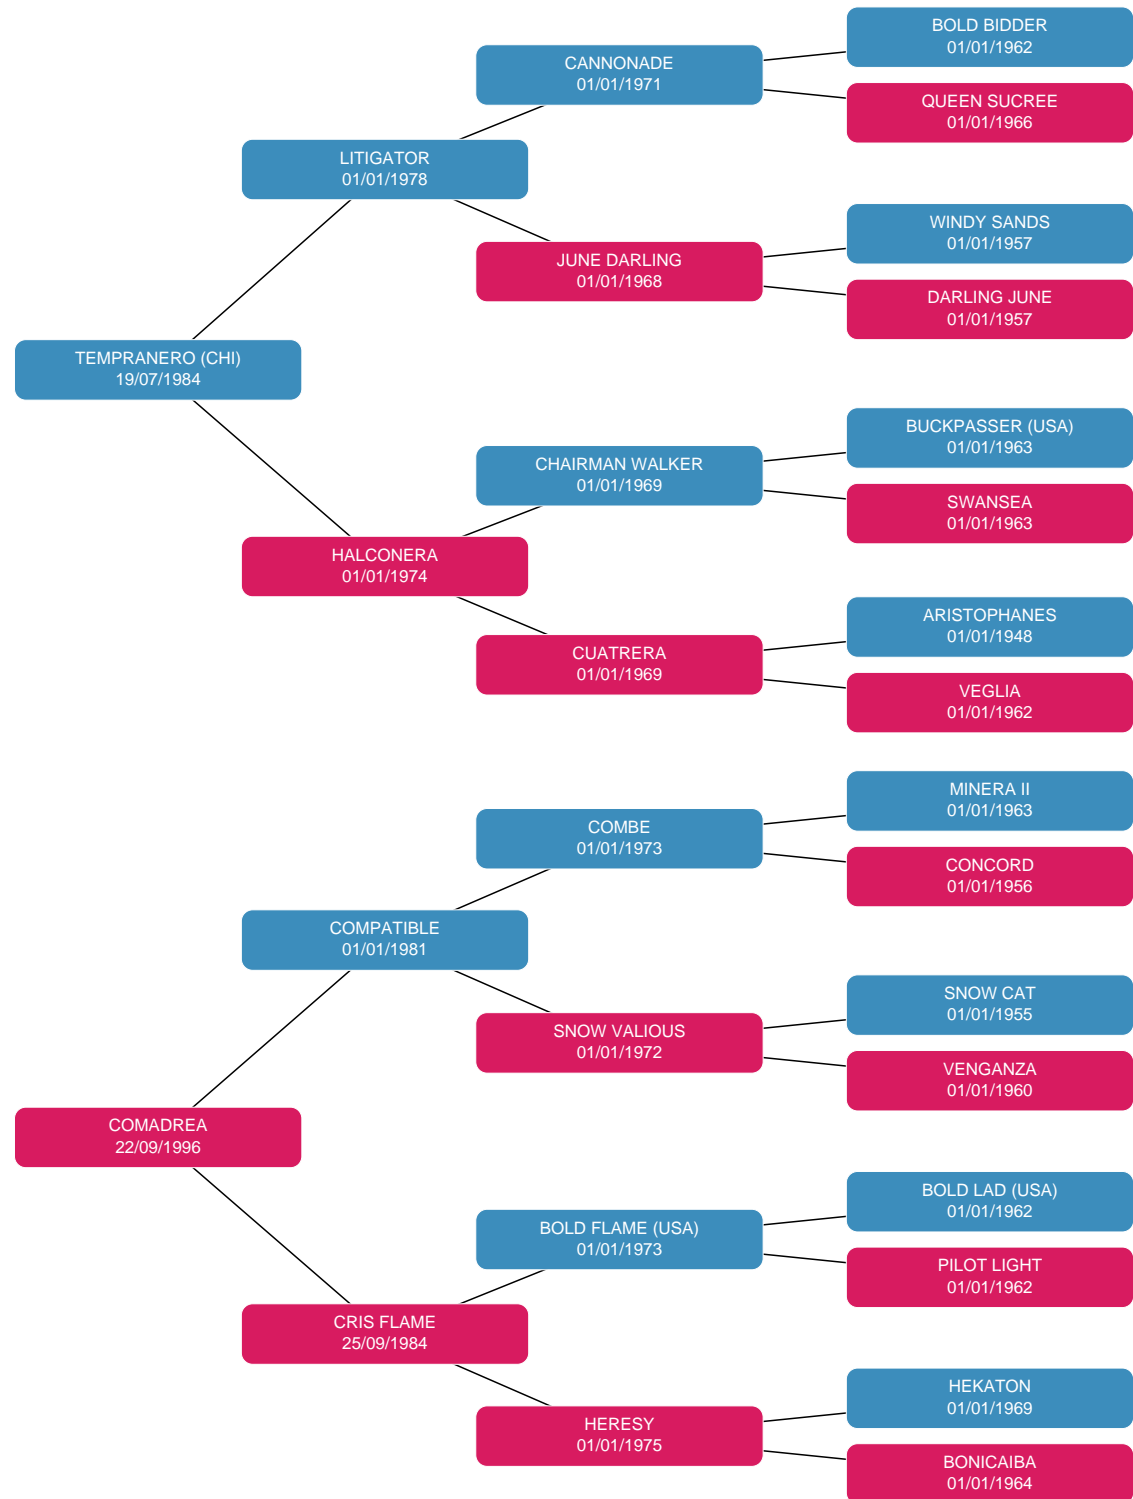 BOLD BIDDER
01/01/1962
CANNONADE
01/01/1971
QUEEN SUCREE
01/01/1966
LITIGATOR
01/01/1978
WINDY SANDS
01/01/1957
JUNE DARLING
01/01/1968
DARLING JUNE
01/01/1957
TEMPRANERO (CHI)
19/07/1984
BUCKPASSER (USA)
01/01/1963
CHAIRMAN WALKER
01/01/1969
SWANSEA
01/01/1963
HALCONERA
01/01/1974
ARISTOPHANES
01/01/1948
CUATRERA
01/01/1969
VEGLIA
01/01/1962
MINERA II
01/01/1963
COMBE
01/01/1973
CONCORD
01/01/1956
COMPATIBLE
01/01/1981
SNOW CAT
01/01/1955
SNOW VALIOUS
01/01/1972
VENGANZA
01/01/1960
COMADREA
22/09/1996
BOLD LAD (USA)
01/01/1962
BOLD FLAME (USA)
01/01/1973
PILOT LIGHT
01/01/1962
CRIS FLAME
25/09/1984
HEKATON
01/01/1969
HERESY
01/01/1975
BONICAIBA
01/01/1964